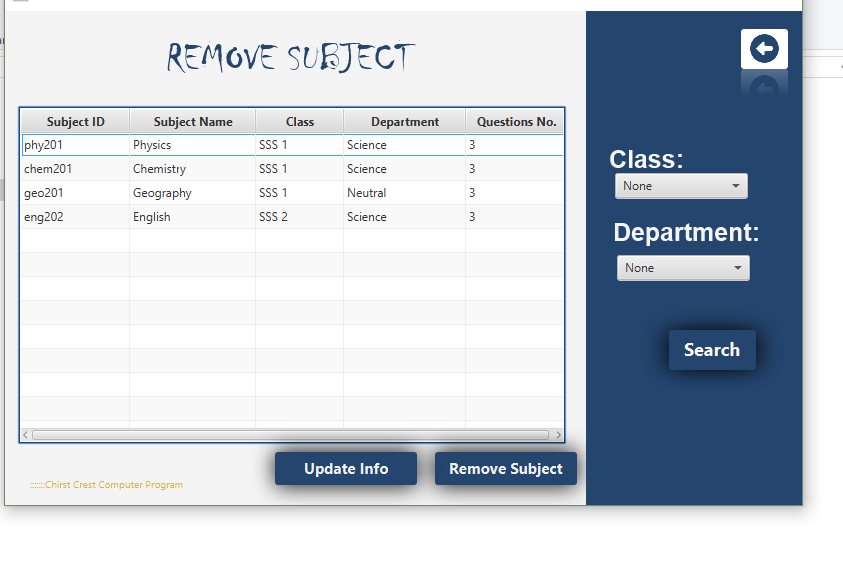 REMOVE SUBJECT
Subject ID Subject Name Class Department Questions No.
phy201 Physics SSS 1 Science 3
chem201 Chemistry SSS 1 Science 3
geo201 Geography SSS 1 Neutral 3
eng202 English SSS 2 Science 3
Update Info Remove Subject
::::::Chirst Crest Computer Program
Class:
None
Department:
None
Search